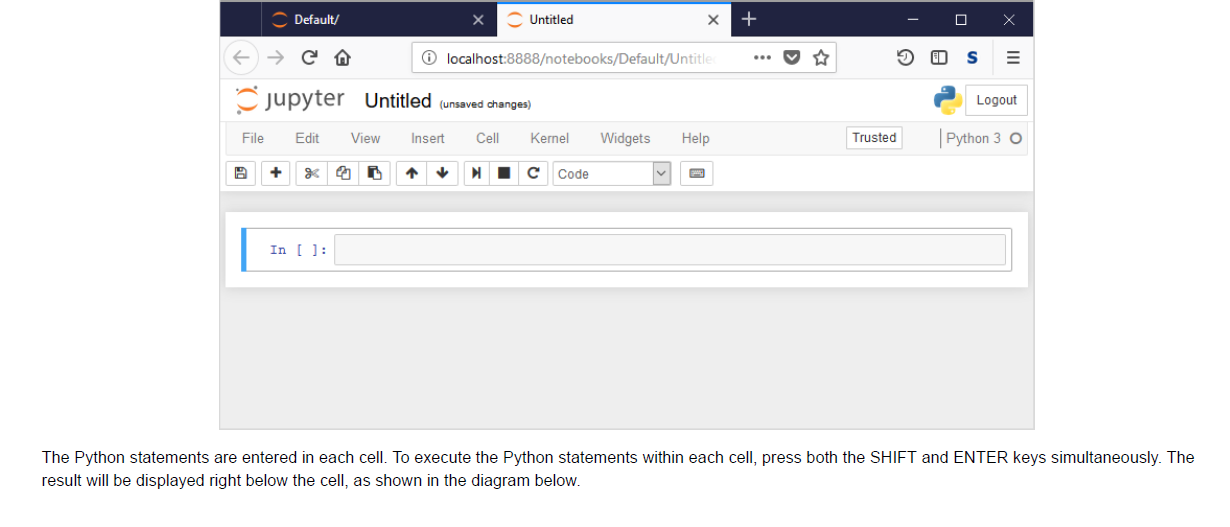 Default/
Untitled
localhost:8888/notebooks/Default/Untitle
S
jupyter Untitled (unsaved changes)
Logout
File Edit View Insert Cell Kernel Widgets Help
Trusted
Python 3
Code
In [ ]:
The Python statements are entered in each cell. To execute the Python statements within each cell, press both the SHIFT and ENTER keys simultaneously. The
result will be displayed right below the cell, as shown in the diagram below.